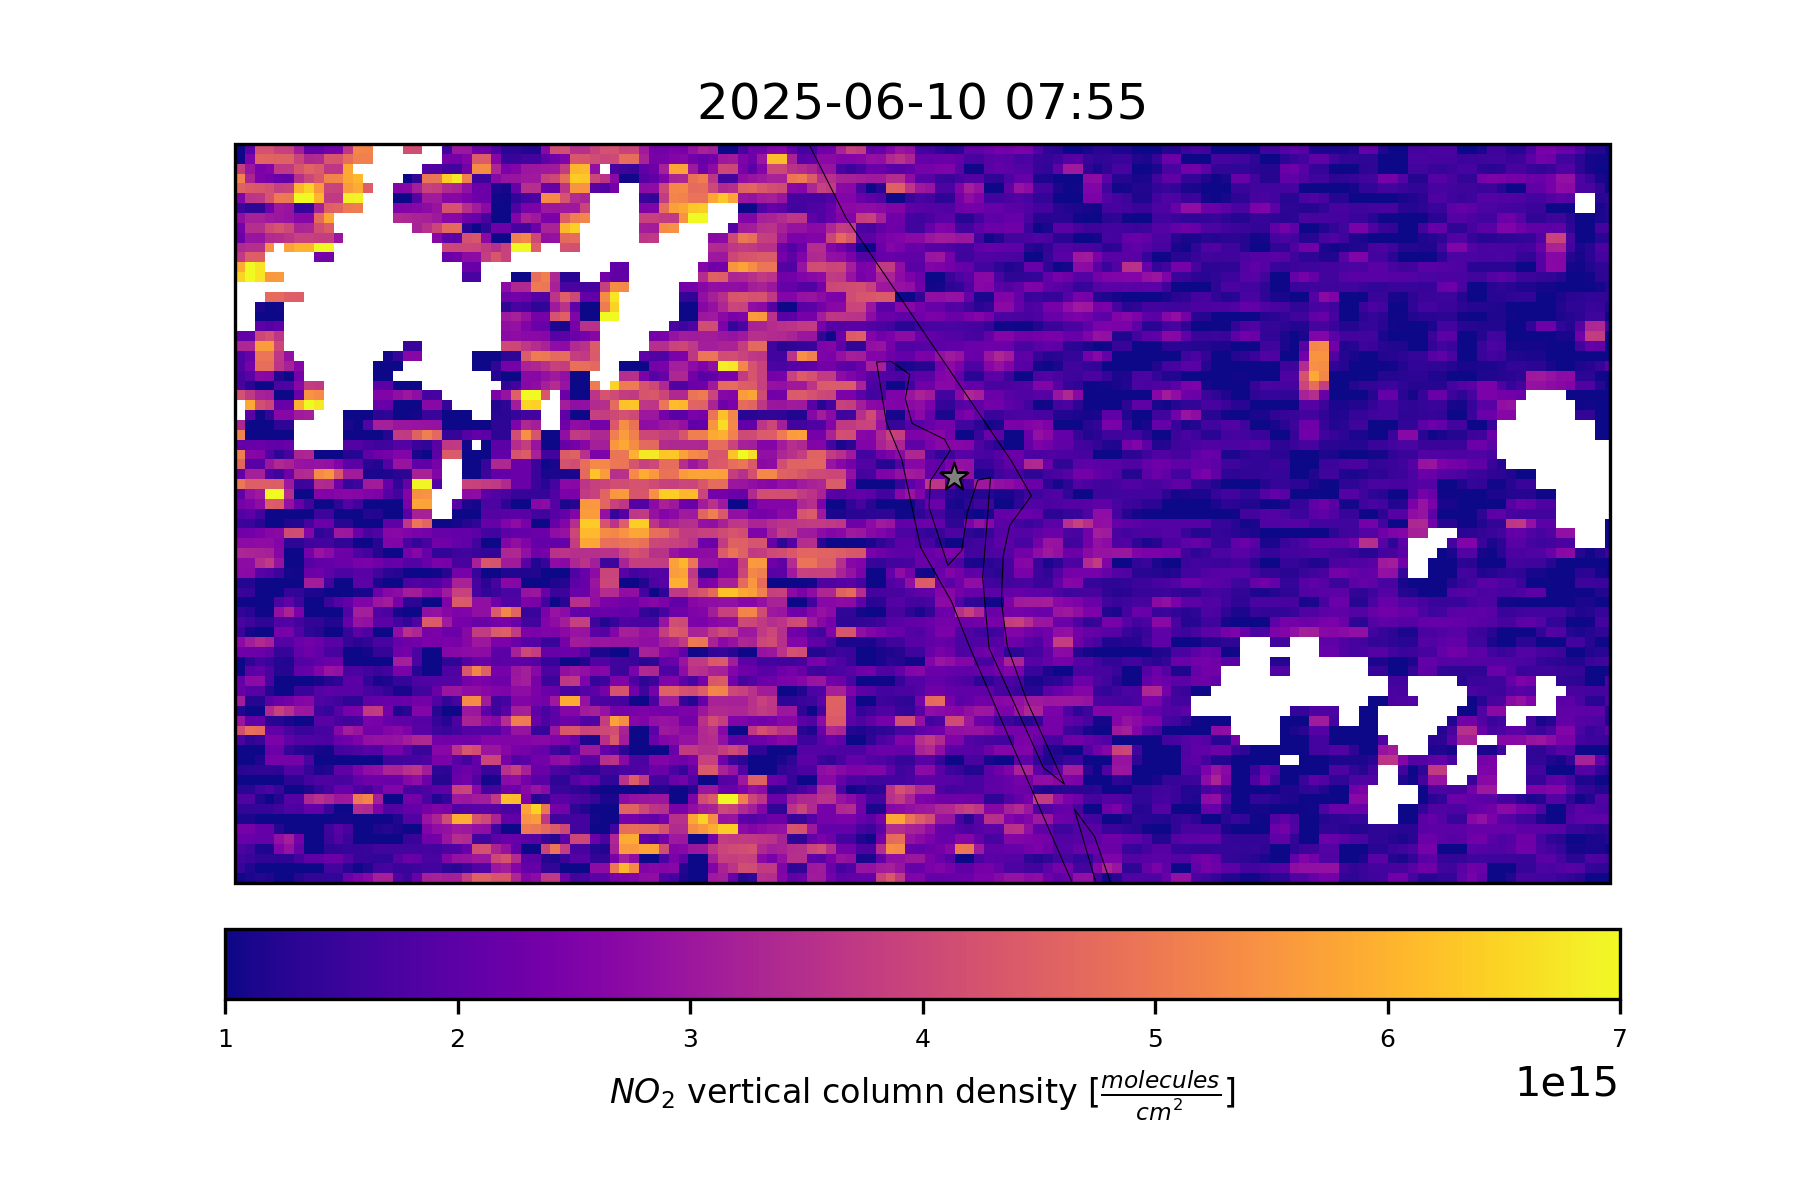 2025-06-10 07:55
1 2 3 4 5 6 7
NO₂ vertical column density [molecules/cm²]
1e15